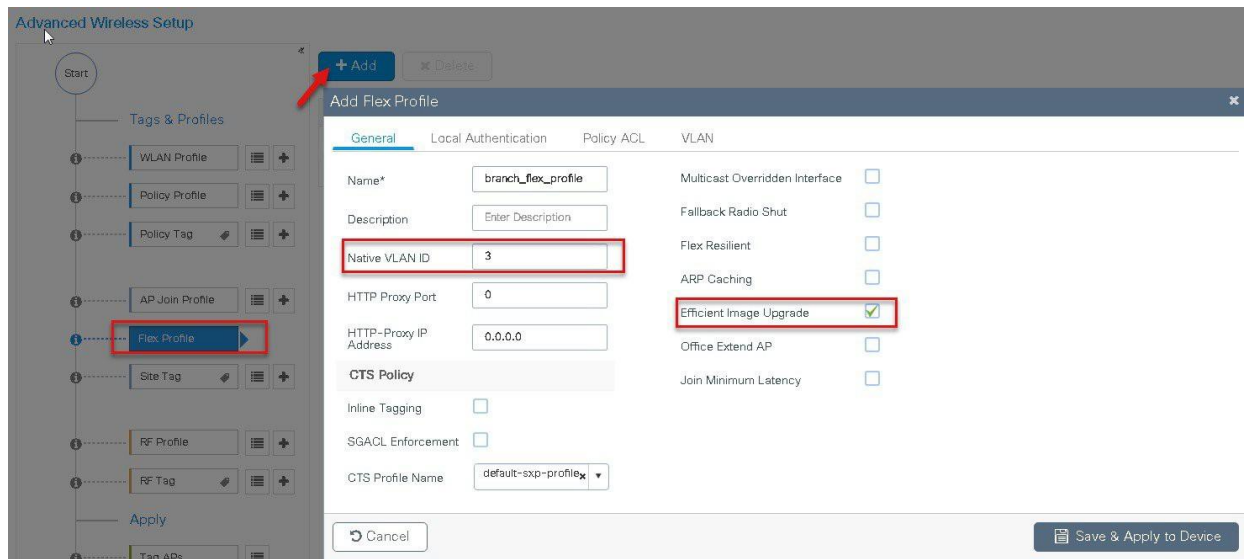 Advanced Wireless Setup
Start
Tags & Profiles
WLAN Profile
Policy Profile
Policy Tag
AP Join Profile
Flex Profile
Site Tag
RF Profile
RF Tag
Apply
Tag APs
+ Add
✖ Delete
Add Flex Profile
General Local Authentication Policy ACL VLAN
Name* branch_flex_profile
Description Enter Description
Native VLAN ID 3
HTTP Proxy Port 0
HTTP-Proxy IP
Address 0.0.0.0
CTS Policy
Inline Tagging
SGACL Enforcement
CTS Profile Name default-sxp-profile
Multicast Overridden Interface
Fallback Radio Shut
Flex Resilient
ARP Caching
Efficient Image Upgrade
Office Extend AP
Join Minimum Latency
Cancel
Save & Apply to Device